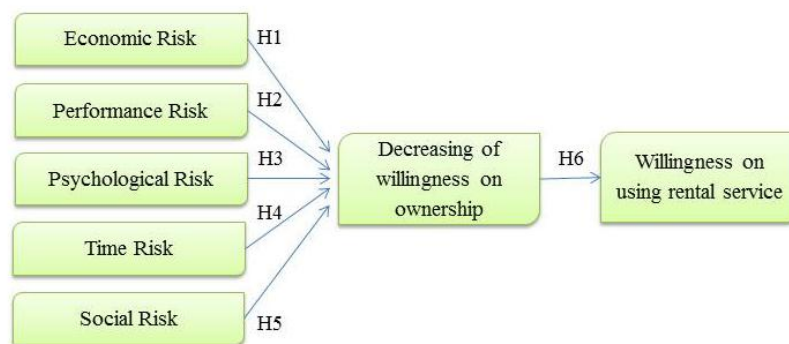 Economic Risk
H1
Performance Risk
H2
Psychological Risk
H3
Time Risk
H4
Social Risk
H5
Decreasing of
willingness on
ownership
H6
Willingness on
using rental service